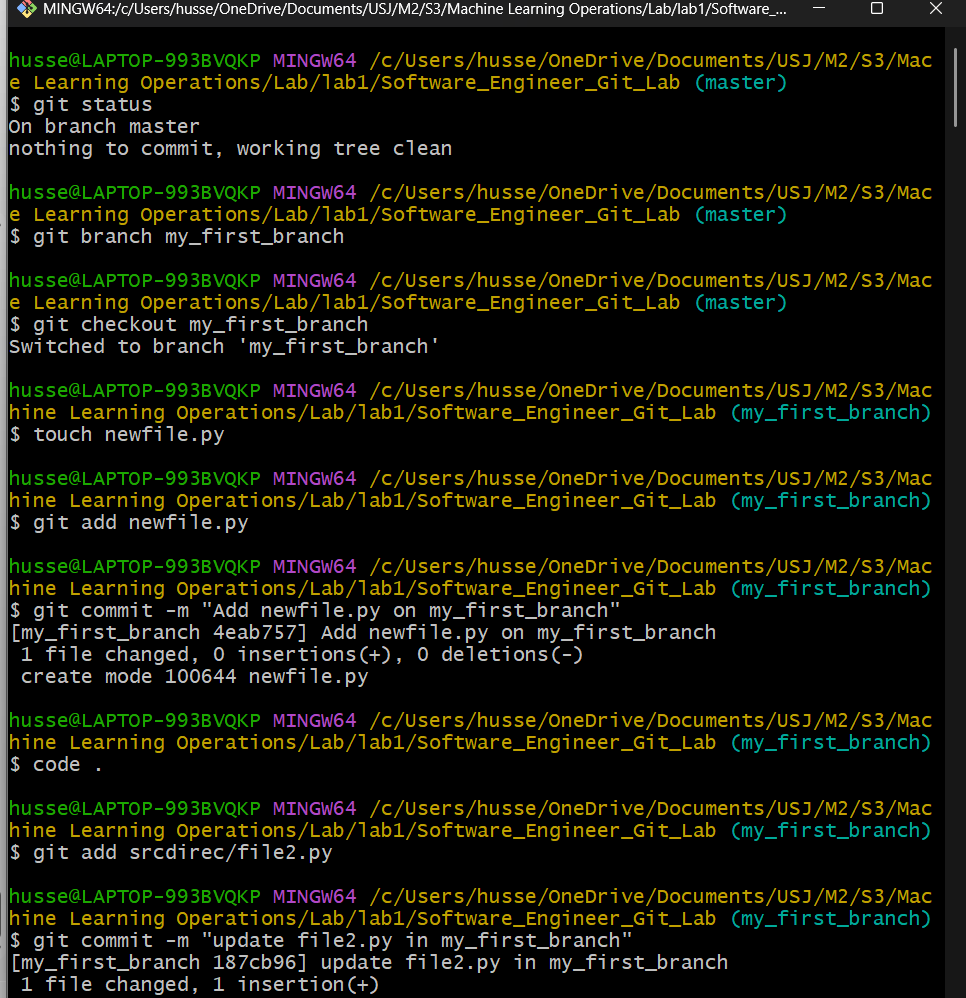 MINGW64:/c/Users/husse/OneDrive/Documents/USJ/M2/S3/Machine Learning Operations/Lab/lab1/Software_...
husse@LAPTOP-993BVQKP MINGW64 /c/Users/husse/OneDrive/Documents/USJ/M2/S3/Mac
e Learning Operations/Lab/lab1/Software_Engineer_Git_Lab (master)
$ git status
On branch master
nothing to commit, working tree clean
husse@LAPTOP-993BVQKP MINGW64 /c/Users/husse/OneDrive/Documents/USJ/M2/S3/Mac
e Learning Operations/Lab/lab1/Software_Engineer_Git_Lab (master)
$ git branch my_first_branch
husse@LAPTOP-993BVQKP MINGW64 /c/Users/husse/OneDrive/Documents/USJ/M2/S3/Mac
e Learning Operations/Lab/lab1/Software_Engineer_Git_Lab (master)
$ git checkout my_first_branch
Switched to branch 'my_first_branch'
husse@LAPTOP-993BVQKP MINGW64 /c/Users/husse/OneDrive/Documents/USJ/M2/S3/Mac
hine Learning Operations/Lab/lab1/Software_Engineer_Git_Lab (my_first_branch)
$ touch newfile.py
husse@LAPTOP-993BVQKP MINGW64 /c/Users/husse/OneDrive/Documents/USJ/M2/S3/Mac
hine Learning Operations/Lab/lab1/Software_Engineer_Git_Lab (my_first_branch)
$ git add newfile.py
husse@LAPTOP-993BVQKP MINGW64 /c/Users/husse/OneDrive/Documents/USJ/M2/S3/Mac
hine Learning Operations/Lab/lab1/Software_Engineer_Git_Lab (my_first_branch)
$ git commit -m "Add newfile.py on my_first_branch"
[my_first_branch 4eab757] Add newfile.py on my_first_branch
 1 file changed, 0 insertions(+), 0 deletions(-)
 create mode 100644 newfile.py
husse@LAPTOP-993BVQKP MINGW64 /c/Users/husse/OneDrive/Documents/USJ/M2/S3/Mac
hine Learning Operations/Lab/lab1/Software_Engineer_Git_Lab (my_first_branch)
$ code .
husse@LAPTOP-993BVQKP MINGW64 /c/Users/husse/OneDrive/Documents/USJ/M2/S3/Mac
hine Learning Operations/Lab/lab1/Software_Engineer_Git_Lab (my_first_branch)
$ git add srcdirec/file2.py
husse@LAPTOP-993BVQKP MINGW64 /c/Users/husse/OneDrive/Documents/USJ/M2/S3/Mac
hine Learning Operations/Lab/lab1/Software_Engineer_Git_Lab (my_first_branch)
$ git commit -m "update file2.py in my_first_branch"
[my_first_branch 187cb96] update file2.py in my_first_branch
 1 file changed, 1 insertion(+)